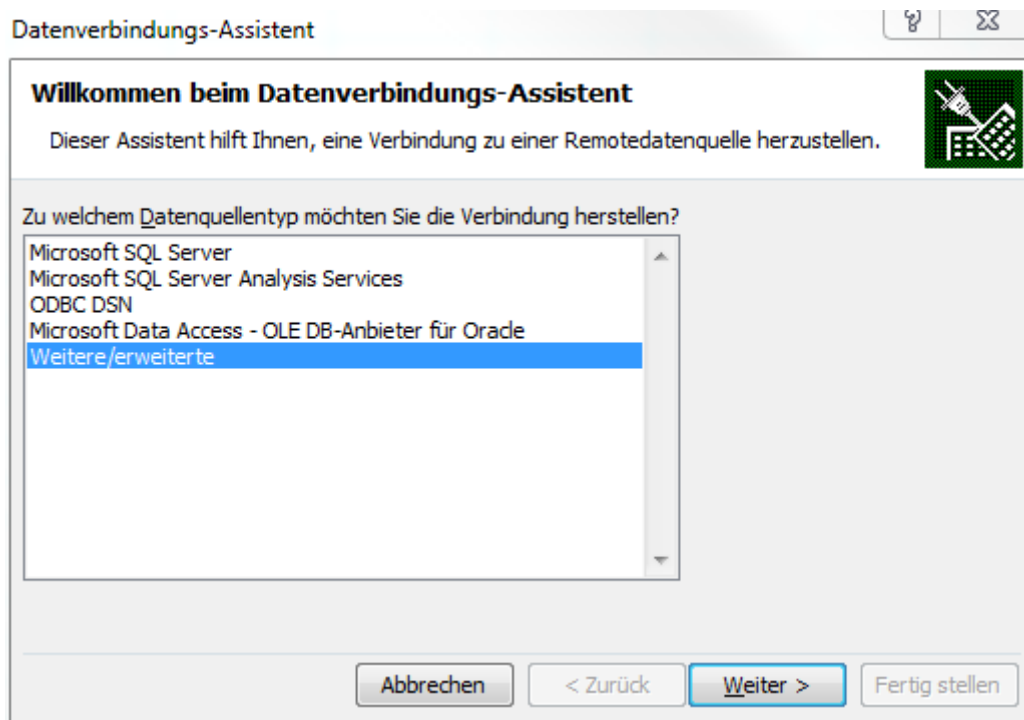 Datenverbindungs-Assistent
Willkommen beim Datenverbindungs-Assistent
Dieser Assistent hilft Ihnen, eine Verbindung zu einer Remotedatenquelle herzustellen.
Zu welchem Datenquellentyp möchten Sie die Verbindung herstellen?
Microsoft SQL Server
Microsoft SQL Server Analysis Services
ODBC DSN
Microsoft Data Access - OLE DB-Anbieter für Oracle
Weitere/erweiterte
Abbrechen < Zurück Weiter > Fertig stellen